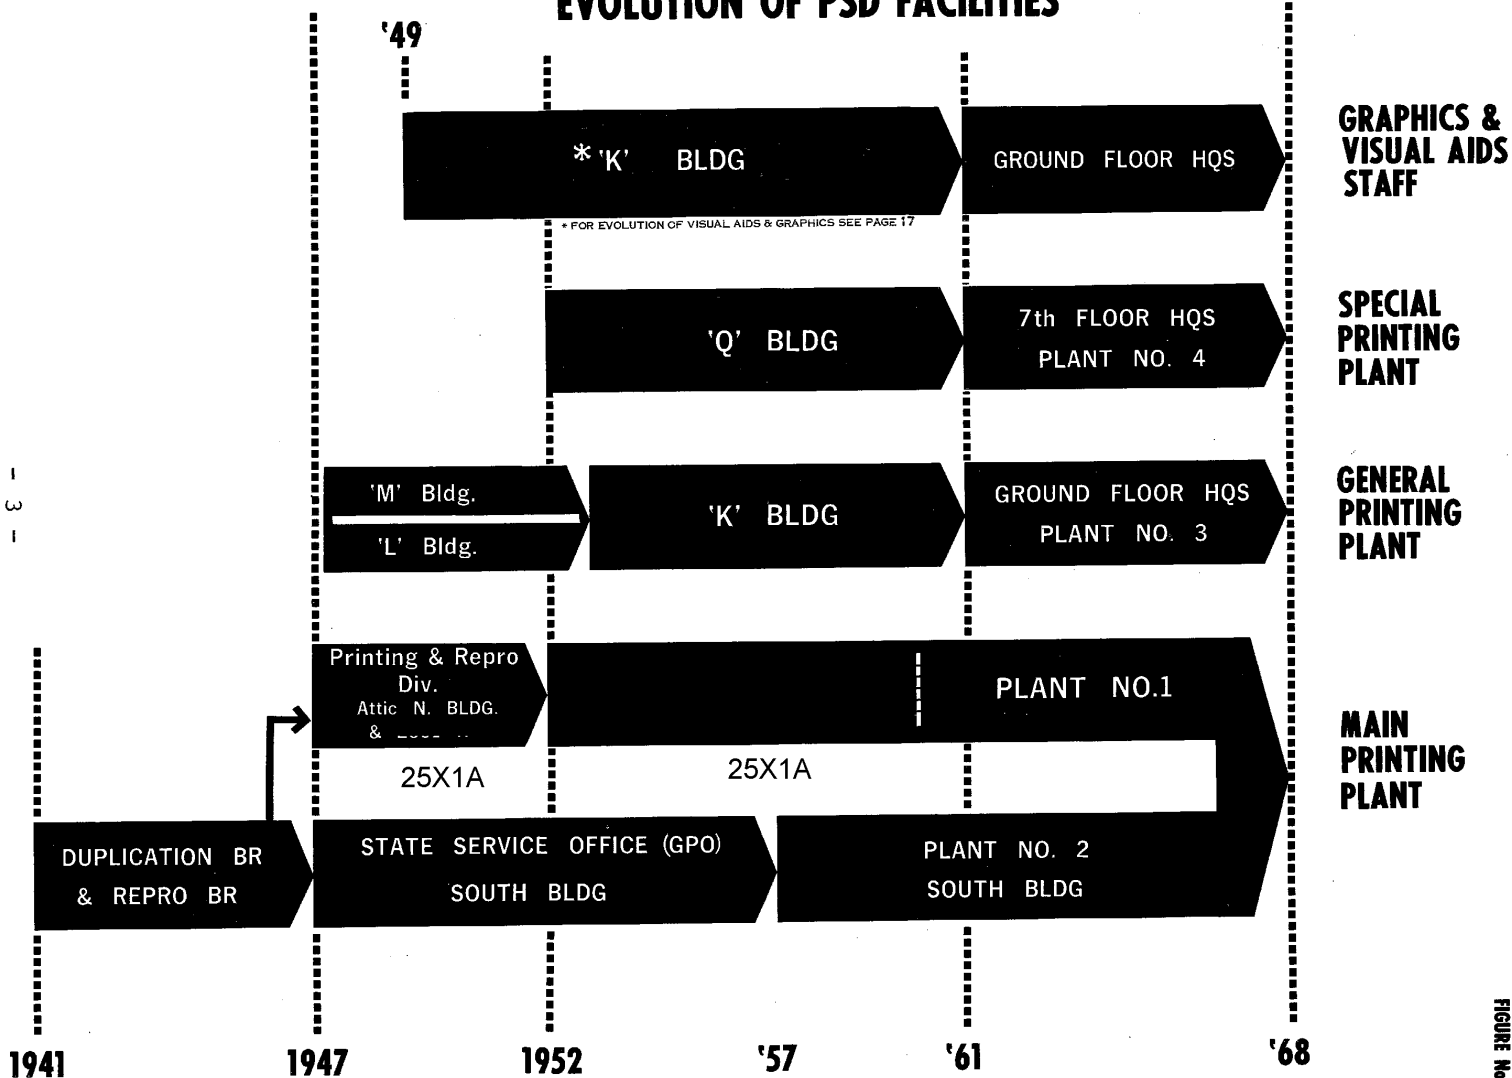 EVOLUTION OF PSD FACILITIES
'49
* 'K' BLDG
GROUND FLOOR HQS
GRAPHICS &
VISUAL AIDS
STAFF
* FOR EVOLUTION OF VISUAL AIDS & GRAPHICS SEE PAGE 17
'Q' BLDG
7th FLOOR HQS
PLANT NO. 4
SPECIAL
PRINTING
PLANT
'M' Bldg.
'L' Bldg.
'K' BLDG
GROUND FLOOR HQS
PLANT NO. 3
GENERAL
PRINTING
PLANT
- 3 -
Printing & Repro
Div.
Attic N. BLDG.
&
PLANT NO.1
25X1A
25X1A
MAIN
PRINTING
PLANT
DUPLICATION BR
& REPRO BR
STATE SERVICE OFFICE (GPO)
SOUTH BLDG
PLANT NO. 2
SOUTH BLDG
1941
1947
1952
'57
'61
'68
FIGURE No